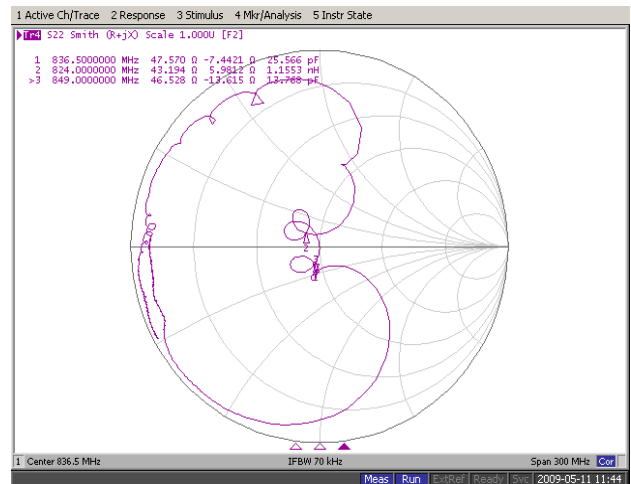 1 Active Ch/Trace 2 Response 3 Stimulus 4 Mkr/Analysis 5 Instr State
Tr4 S22 Smith (R+jX) Scale 1.000U [F2]
1 836.5000000 MHz 47.570 Ω -7.4421 Ω 25.566 pF
2 824.0000000 MHz 43.194 Ω 5.9812 Ω 1.1553 nH
>3 849.0000000 MHz 46.528 Ω -13.615 Ω 13.768 pF
2
1 Center 836.5 MHz IFBW 70 kHz Span 300 MHz Cor
Meas Run ExtRef Ready Svc 2009-05-11 11:44